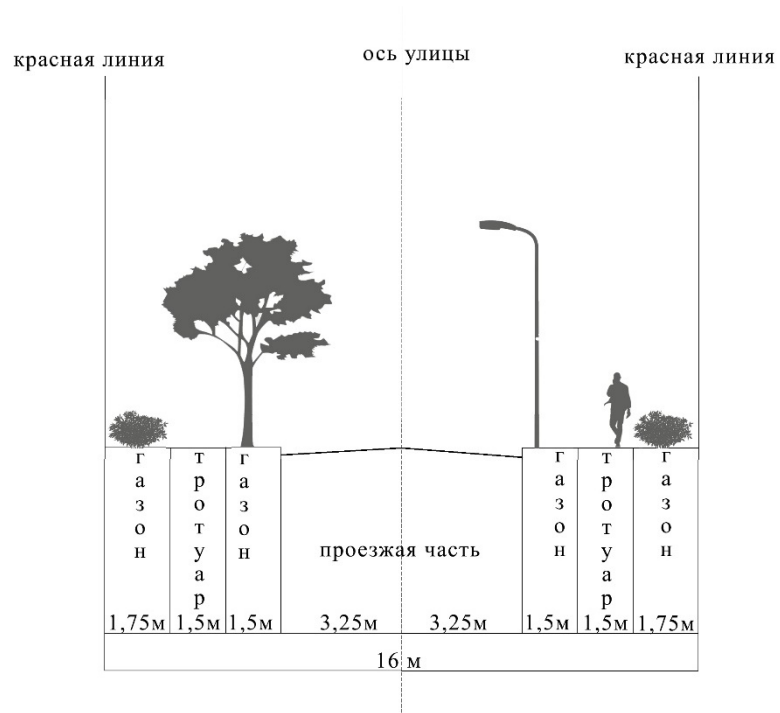 красная линия
ось улицы
красная линия
газон
тротуар
газон
проезжая часть
газон
тротуар
газон
1,75м
1,5м
1,5м
3,25м
3,25м
1,5м
1,5м
1,75м
16 м